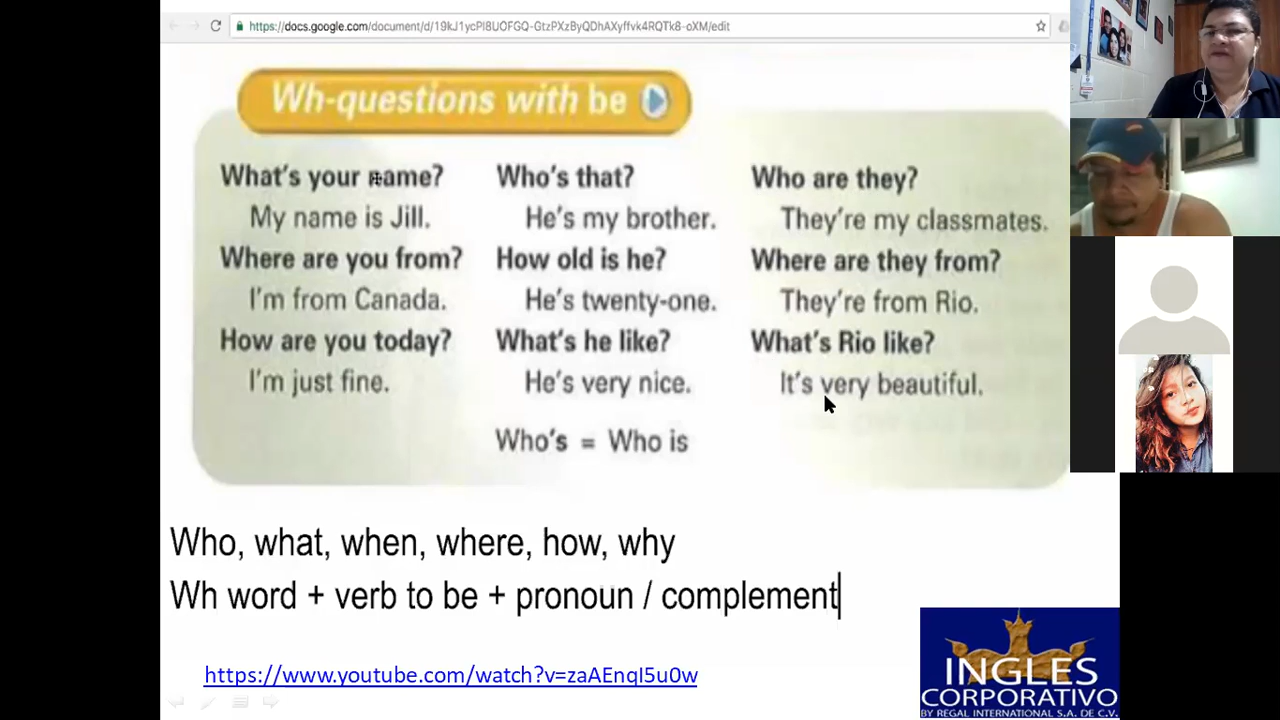 https://docs.google.com/document/d/19kJ1ycPl8UOFGQ-GtzPXzByQDhAXyffvk4RQTk8-oXM/edit
Wh-questions with be
What's your name?
My name is Jill.
Where are you from?
I'm from Canada.
How are you today?
I'm just fine.
Who's that?
He's my brother.
How old is he?
He's twenty-one.
What's he like?
He's very nice.
Who's = Who is
Who are they?
They're my classmates.
Where are they from?
They're from Rio.
What's Rio like?
It's very beautiful.
Who, what, when, where, how, why
Wh word + verb to be + pronoun / complement
https://www.youtube.com/watch?v=zaAEnqI5u0w
INGLES
CORPORATIVO
BY REGAL INTERNATIONAL S.A. DE C.V.